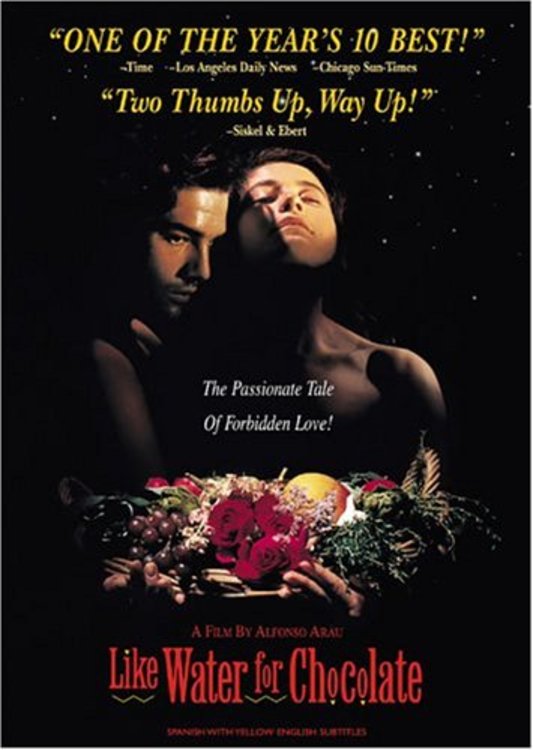 “ONE OF THE YEAR’S 10 BEST!”
–Time –Los Angeles Daily News –Chicago Sun-Times
“Two Thumbs Up, Way Up!”
–Siskel & Ebert
The Passionate Tale
Of Forbidden Love!
A Film By Alfonso Arau
Like Water for Chocolate
SPANISH WITH YELLOW ENGLISH SUBTITLES